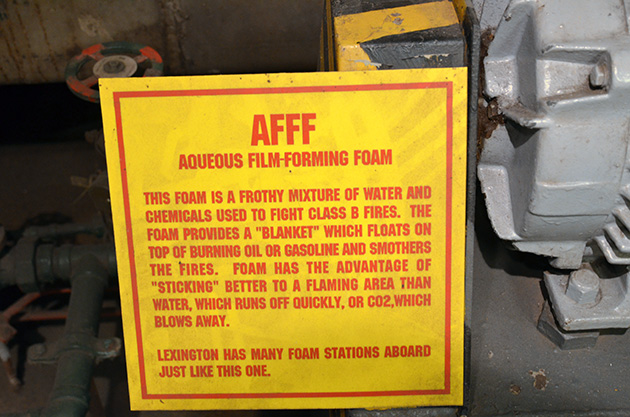 AFFF
AQUEOUS FILM-FORMING FOAM
THIS FOAM IS A FROTHY MIXTURE OF WATER AND
CHEMICALS USED TO FIGHT CLASS B FIRES. THE
FOAM PROVIDES A "BLANKET" WHICH FLOATS ON
TOP OF BURNING OIL OR GASOLINE AND SMOTHERS
THE FIRES. FOAM HAS THE ADVANTAGE OF
"STICKING" BETTER TO A FLAMING AREA THAN
WATER, WHICH RUNS OFF QUICKLY, OR CO2,WHICH
BLOWS AWAY.
LEXINGTON HAS MANY FOAM STATIONS ABOARD
JUST LIKE THIS ONE.